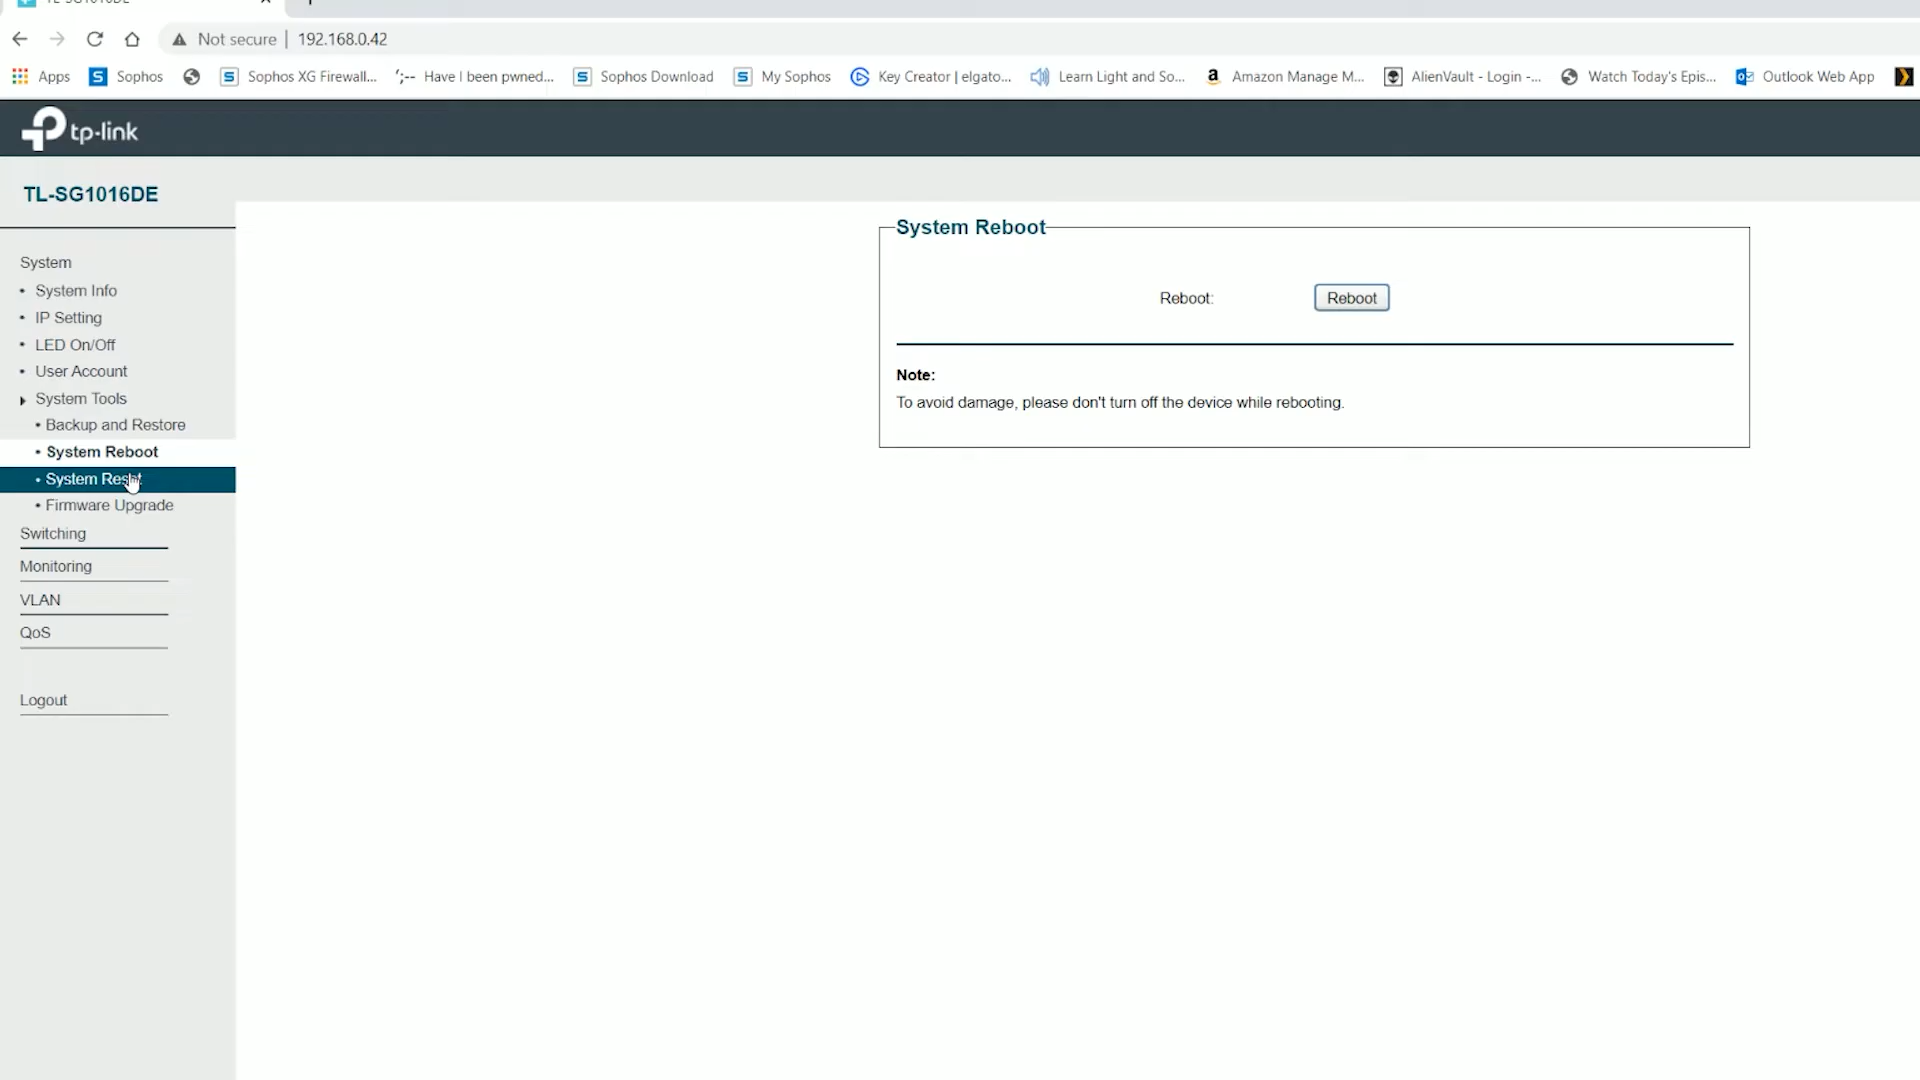 Not secure | 192.168.0.42
Apps Sophos Sophos XG Firewall... Have I been pwned... Sophos Download My Sophos Key Creator | elgato... Learn Light and So... Amazon Manage M... AlienVault - Login -... Watch Today's Epis... Outlook Web App
tp-link
TL-SG1016DE
System
• System Info
• IP Setting
• LED On/Off
• User Account
System Tools
• Backup and Restore
• System Reboot
• System Reset
• Firmware Upgrade
Switching
Monitoring
VLAN
QoS
Logout
System Reboot
Reboot: Reboot
Note:
To avoid damage, please don't turn off the device while rebooting.